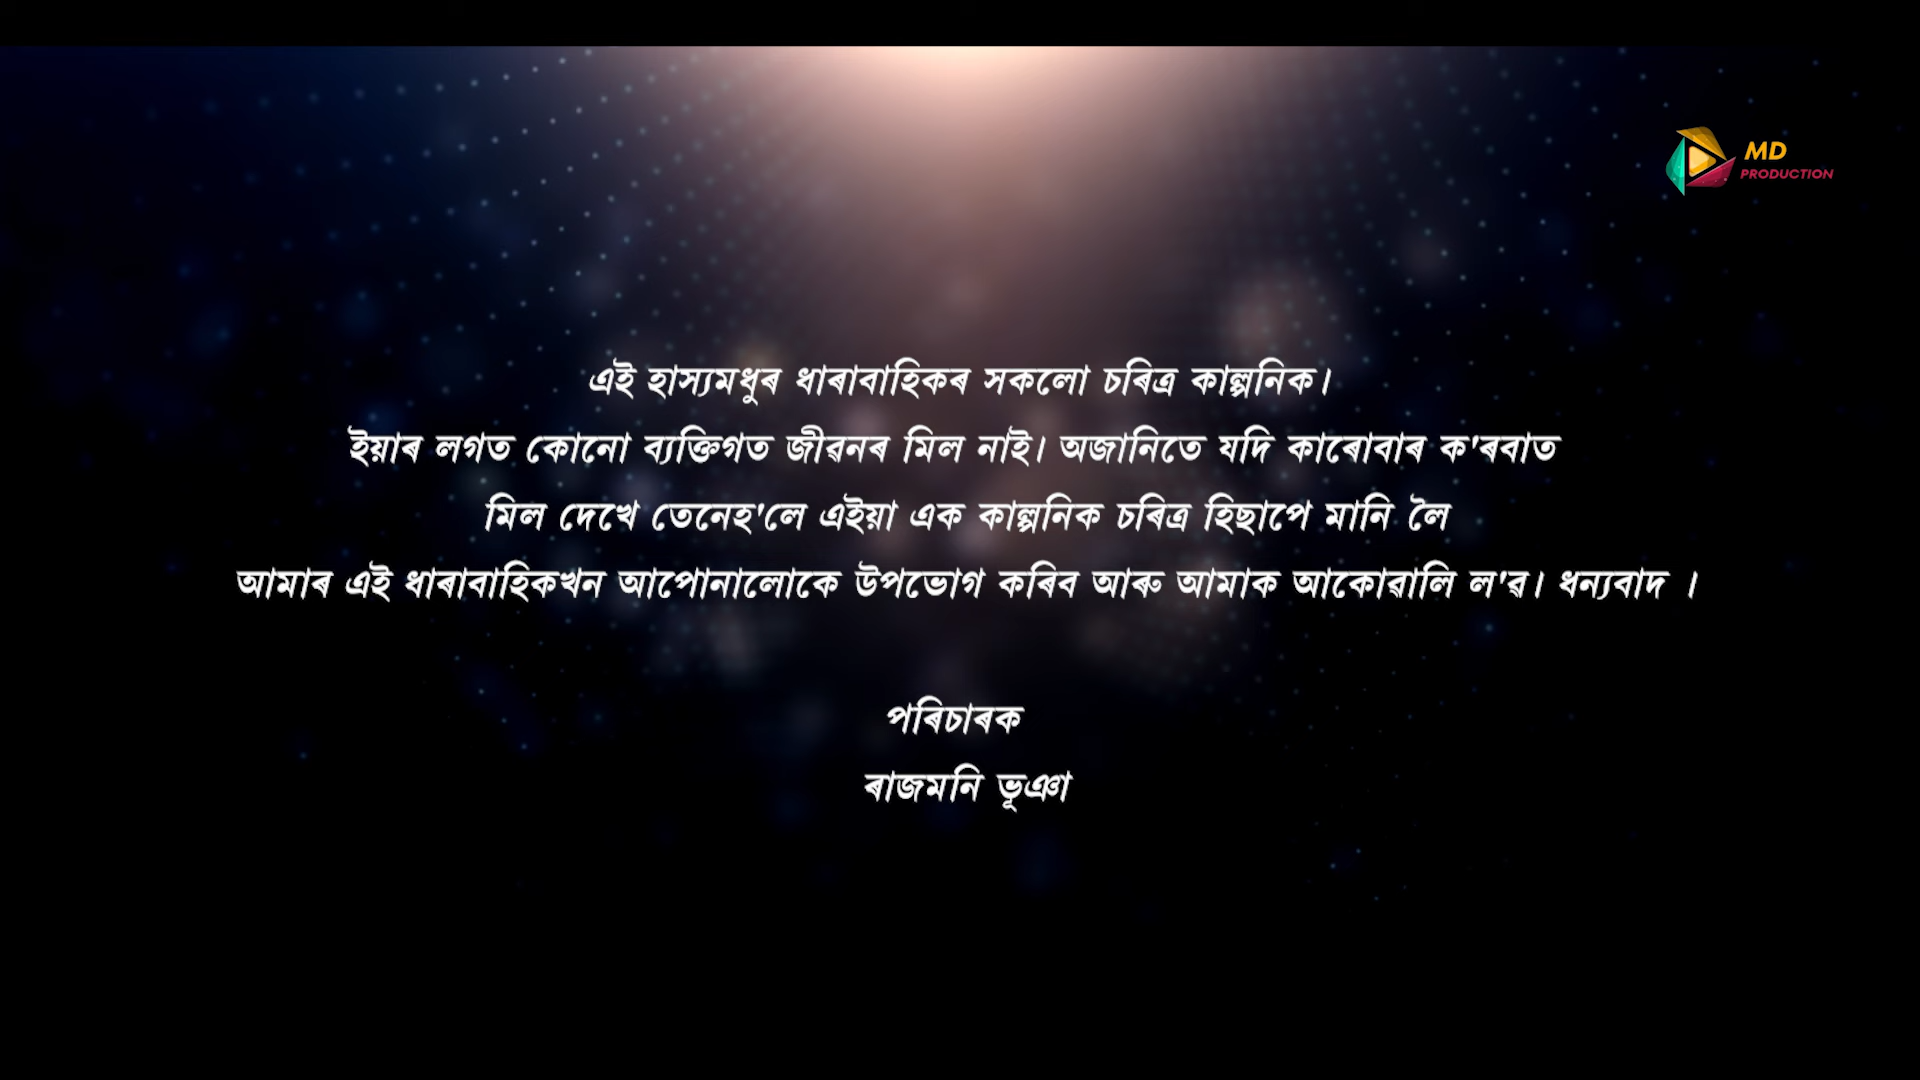 MD
PRODUCTION
এই হাস্যমধুৰ ধাৰাবাহিকৰ সকলো চৰিত্ৰ কাল্পনিক।
ইয়াৰ লগত কোনো ব্যক্তিগত জীৱনৰ মিল নাই। অজানিতে যদি কাৰোবাৰ ক'ৰবাত
মিল দেখে তেনেহ'লে এইয়া এক কাল্পনিক চৰিত্ৰ হিছাপে মানি লৈ
আমাৰ এই ধাৰাবাহিকখন আপোনালোকে উপভোগ কৰিব আৰু আমাক আকোৱালি ল'ৱ। ধন্যবাদ ।
পৰিচাৰক
ৰাজমনি ভূঞা